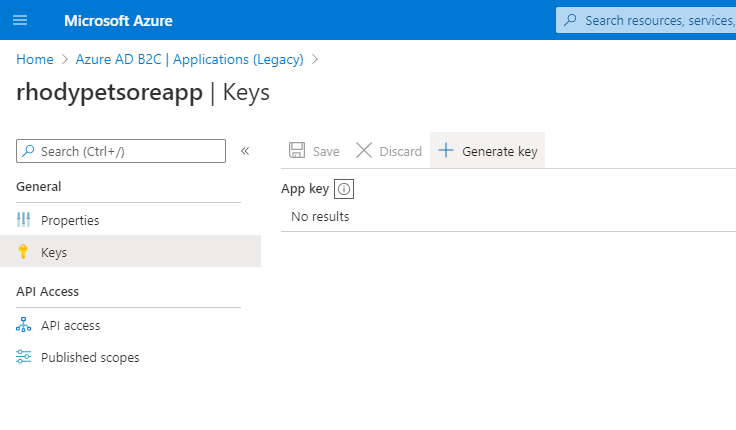 Microsoft Azure
Search resources, services,
Home > Azure AD B2C | Applications (Legacy) >
rhodypetsoreapp | Keys
Search (Ctrl+/) «
Save Discard Generate key
General
App key
Properties
No results
Keys
API Access
API access
Published scopes